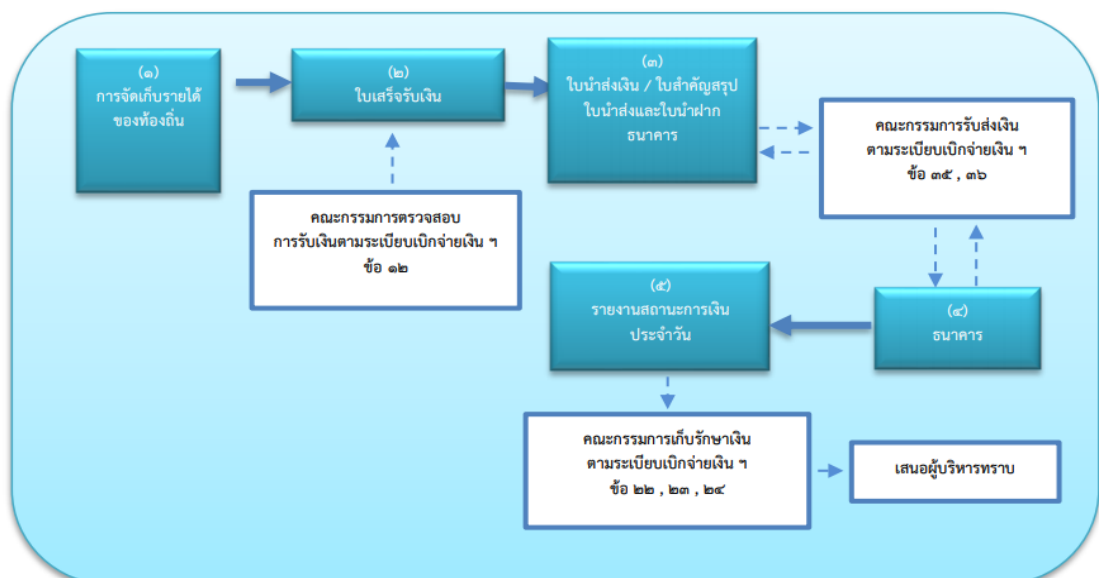 (๑)
การจัดเก็บรายได้
ของท้องถิ่น
(๒)
ใบเสร็จรับเงิน
(๓)
ใบนำส่งเงิน / ใบสำคัญสรุป
ใบนำส่งและใบนำฝาก
ธนาคาร
คณะกรรมการรับส่งเงิน
ตามระเบียบเบิกจ่ายเงิน ฯ
ข้อ ๓๕ , ๓๖
คณะกรรมการตรวจสอบ
การรับเงินตามระเบียบเบิกจ่ายเงิน ฯ
ข้อ ๑๒
(๔)
ธนาคาร
(๕)
รายงานสถานะการเงิน
ประจำวัน
คณะกรรมการเก็บรักษาเงิน
ตามระเบียบเบิกจ่ายเงิน ฯ
ข้อ ๒๒ , ๒๓ , ๒๔
เสนอผู้บริหารทราบ